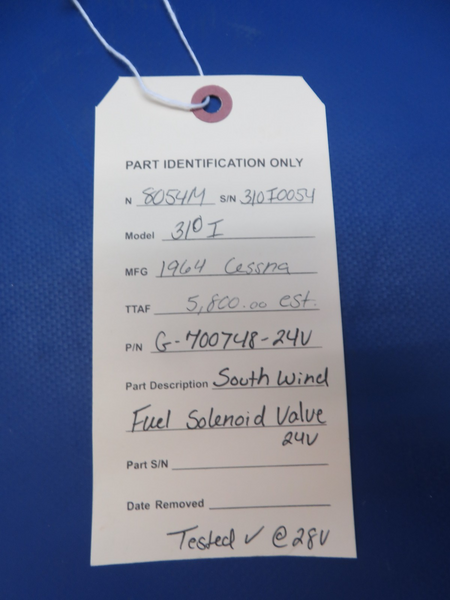 PART IDENTIFICATION ONLY
N 8054M S/N 310I0054
Model 310 I
MFG 1964 Cessna
TTAF 5,800.00 est.
P/N G-700748-24V
Part Description South Wind
Fuel Solenoid Valve
24V
Part S/N
Date Removed
Tested ✓ @ 28V